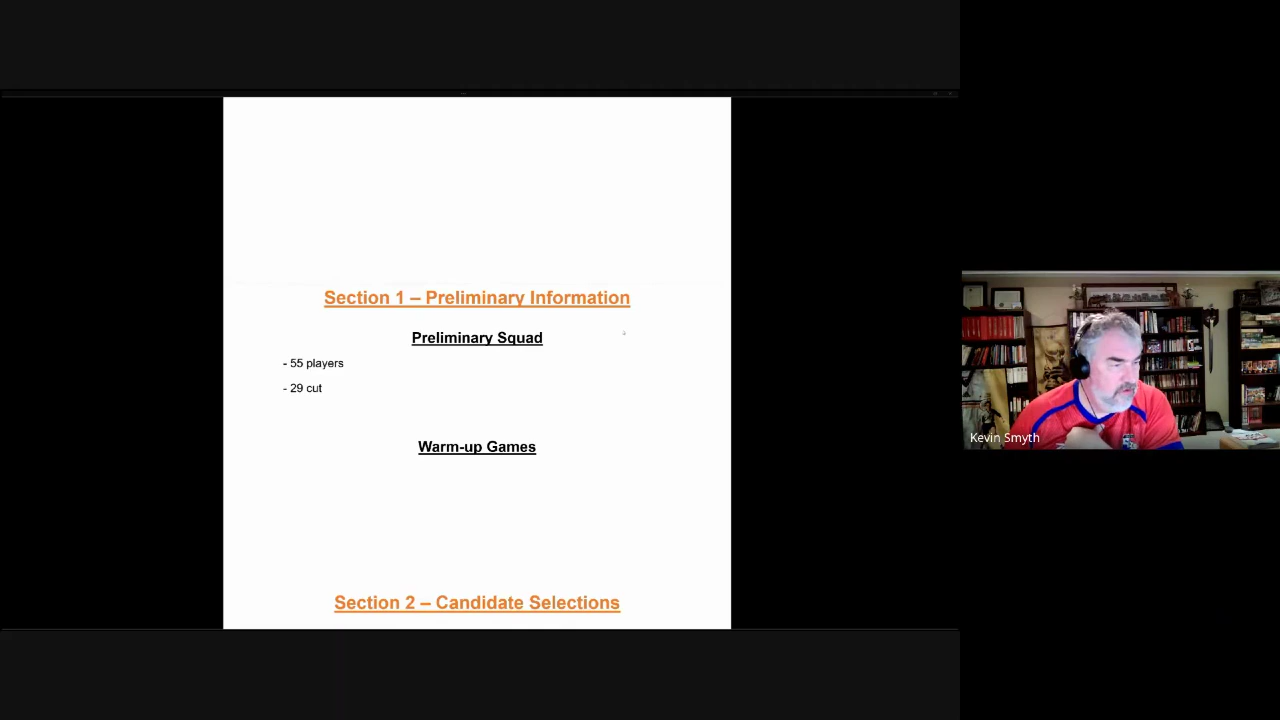 Section 1 – Preliminary Information
Preliminary Squad
- 55 players
- 29 cut
Warm-up Games
Section 2 – Candidate Selections
Kevin Smyth